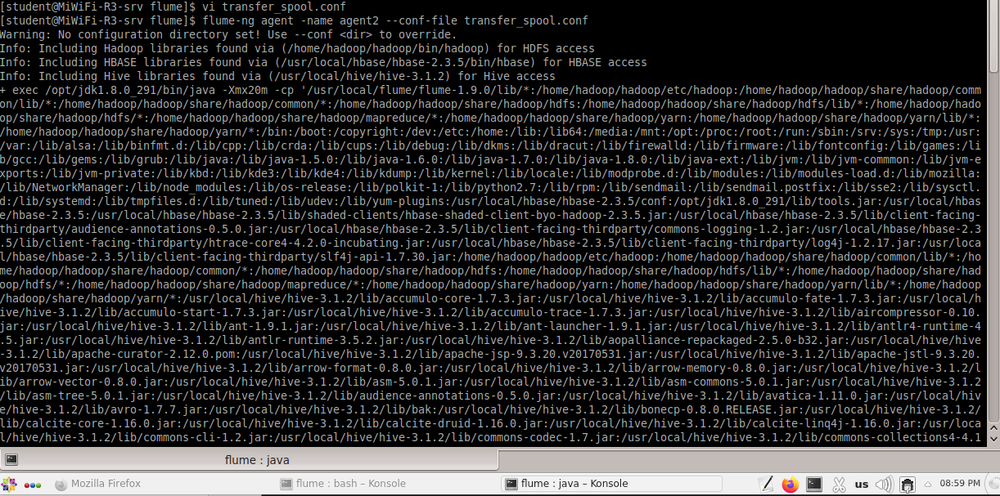 [student@MiWiFi-R3-srv flume]$ vi transfer_spool.conf
[student@MiWiFi-R3-srv flume]$ flume-ng agent -name agent2 --conf-file transfer_spool.conf
Warning: No configuration directory set! Use --conf <dir> to override.
Info: Including Hadoop libraries found via (/home/hadoop/hadoop/bin/hadoop) for HDFS access
Info: Including HBASE libraries found via (/usr/local/hbase/hbase-2.3.5/bin/hbase) for HBASE access
Info: Including Hive libraries found via (/usr/local/hive/hive-3.1.2) for Hive access
+ exec /opt/jdk1.8.0_291/bin/java -Xmx20m -cp '/usr/local/flume/flume-1.9.0/lib/*:/home/hadoop/hadoop/etc/hadoop:/home/hadoop/hadoop/share/hadoop/comm
on/lib/*:/home/hadoop/hadoop/share/hadoop/common/*:/home/hadoop/hadoop/share/hadoop/hdfs:/home/hadoop/hadoop/share/hadoop/hdfs/lib/*:/home/hadoop/hado
op/share/hadoop/hdfs/*:/home/hadoop/hadoop/share/hadoop/mapreduce/*:/home/hadoop/hadoop/share/hadoop/yarn:/home/hadoop/hadoop/share/hadoop/yarn/lib/*:
/home/hadoop/hadoop/share/hadoop/yarn/*:/bin:/boot:/copyright:/dev:/etc:/home:/lib:/lib64:/media:/mnt:/opt:/proc:/root:/run:/sbin:/srv:/sys:/tmp:/usr:
/var:/lib/alsa:/lib/binfmt.d:/lib/cpp:/lib/crda:/lib/cups:/lib/debug:/lib/dkms:/lib/dracut:/lib/firewalld:/lib/firmware:/lib/fontconfig:/lib/games:/li
b/gcc:/lib/gems:/lib/grub:/lib/java:/lib/java-1.5.0:/lib/java-1.6.0:/lib/java-1.7.0:/lib/java-1.8.0:/lib/java-ext:/lib/jvm:/lib/jvm-commmon:/lib/jvm-e
xports:/lib/jvm-private:/lib/kbd:/lib/kde3:/lib/kde4:/lib/kdump:/lib/kernel:/lib/locale:/lib/modprobe.d:/lib/modules:/lib/modules-load.d:/lib/mozilla:
/lib/NetworkManager:/lib/node_modules:/lib/os-release:/lib/polkit-1:/lib/python2.7:/lib/rpm:/lib/sendmail:/lib/sendmail.postfix:/lib/sse2:/lib/sysctl.
d:/lib/systemd:/lib/tmpfiles.d:/lib/tuned:/lib/udev:/lib/yum-plugins:/usr/local/hbase/hbase-2.3.5/conf:/opt/jdk1.8.0_291/lib/tools.jar:/usr/local/hbas
e/hbase-2.3.5:/usr/local/hbase/hbase-2.3.5/lib/shaded-clients/hbase-shaded-client-byo-hadoop-2.3.5.jar:/usr/local/hbase/hbase-2.3.5/lib/client-facing-
thirdparty/audience-annotations-0.5.0.jar:/usr/local/hbase/hbase-2.3.5/lib/client-facing-thirdparty/commons-logging-1.2.jar:/usr/local/hbase/hbase-2.3
.5/lib/client-facing-thirdparty/htrace-core4-4.2.0-incubating.jar:/usr/local/hbase/hbase-2.3.5/lib/client-facing-thirdparty/log4j-1.2.17.jar:/usr/loca
l/hbase/hbase-2.3.5/lib/client-facing-thirdparty/slf4j-api-1.7.30.jar:/home/hadoop/hadoop/etc/hadoop:/home/hadoop/hadoop/share/hadoop/common/lib/*:/ho
me/hadoop/hadoop/share/hadoop/common/*:/home/hadoop/hadoop/share/hadoop/hdfs:/home/hadoop/hadoop/share/hadoop/hdfs/lib/*:/home/hadoop/hadoop/share/had
oop/hdfs/*:/home/hadoop/hadoop/share/hadoop/mapreduce/*:/home/hadoop/hadoop/share/hadoop/yarn:/home/hadoop/hadoop/share/hadoop/yarn/lib/*:/home/hadoop
/hadoop/share/hadoop/yarn/*:/usr/local/hive/hive-3.1.2/lib/accumulo-core-1.7.3.jar:/usr/local/hive/hive-3.1.2/lib/accumulo-fate-1.7.3.jar:/usr/local/h
ive/hive-3.1.2/lib/accumulo-start-1.7.3.jar:/usr/local/hive/hive-3.1.2/lib/accumulo-trace-1.7.3.jar:/usr/local/hive/hive-3.1.2/lib/aircompressor-0.10.
jar:/usr/local/hive/hive-3.1.2/lib/ant-1.9.1.jar:/usr/local/hive/hive-3.1.2/lib/ant-launcher-1.9.1.jar:/usr/local/hive/hive-3.1.2/lib/antlr4-runtime-4
.5.jar:/usr/local/hive/hive-3.1.2/lib/antlr-runtime-3.5.2.jar:/usr/local/hive/hive-3.1.2/lib/aopalliance-repackaged-2.5.0-b32.jar:/usr/local/hive/hive
-3.1.2/lib/apache-curator-2.12.0.pom:/usr/local/hive/hive-3.1.2/lib/apache-jsp-9.3.20.v20170531.jar:/usr/local/hive/hive-3.1.2/lib/apache-jstl-9.3.20.
v20170531.jar:/usr/local/hive/hive-3.1.2/lib/arrow-format-0.8.0.jar:/usr/local/hive/hive-3.1.2/lib/arrow-memory-0.8.0.jar:/usr/local/hive/hive-3.1.2/l
ib/arrow-vector-0.8.0.jar:/usr/local/hive/hive-3.1.2/lib/asm-5.0.1.jar:/usr/local/hive/hive-3.1.2/lib/asm-commons-5.0.1.jar:/usr/local/hive/hive-3.1.2
/lib/asm-tree-5.0.1.jar:/usr/local/hive/hive-3.1.2/lib/audience-annotations-0.5.0.jar:/usr/local/hive/hive-3.1.2/lib/avatica-1.11.0.jar:/usr/local/hiv
e/hive-3.1.2/lib/avro-1.7.7.jar:/usr/local/hive/hive-3.1.2/lib/bak:/usr/local/hive/hive-3.1.2/lib/bonecp-0.8.0.RELEASE.jar:/usr/local/hive/hive-3.1.2/
lib/calcite-core-1.16.0.jar:/usr/local/hive/hive-3.1.2/lib/calcite-druid-1.16.0.jar:/usr/local/hive/hive-3.1.2/lib/calcite-linq4j-1.16.0.jar:/usr/loca
l/hive/hive-3.1.2/lib/commons-cli-1.2.jar:/usr/local/hive/hive-3.1.2/lib/commons-codec-1.7.jar:/usr/local/hive/hive-3.1.2/lib/commons-collections4-4.1
flume : java
Mozilla Firefox
flume : bash – Konsole
flume : java – Konsole
us
08:59 PM